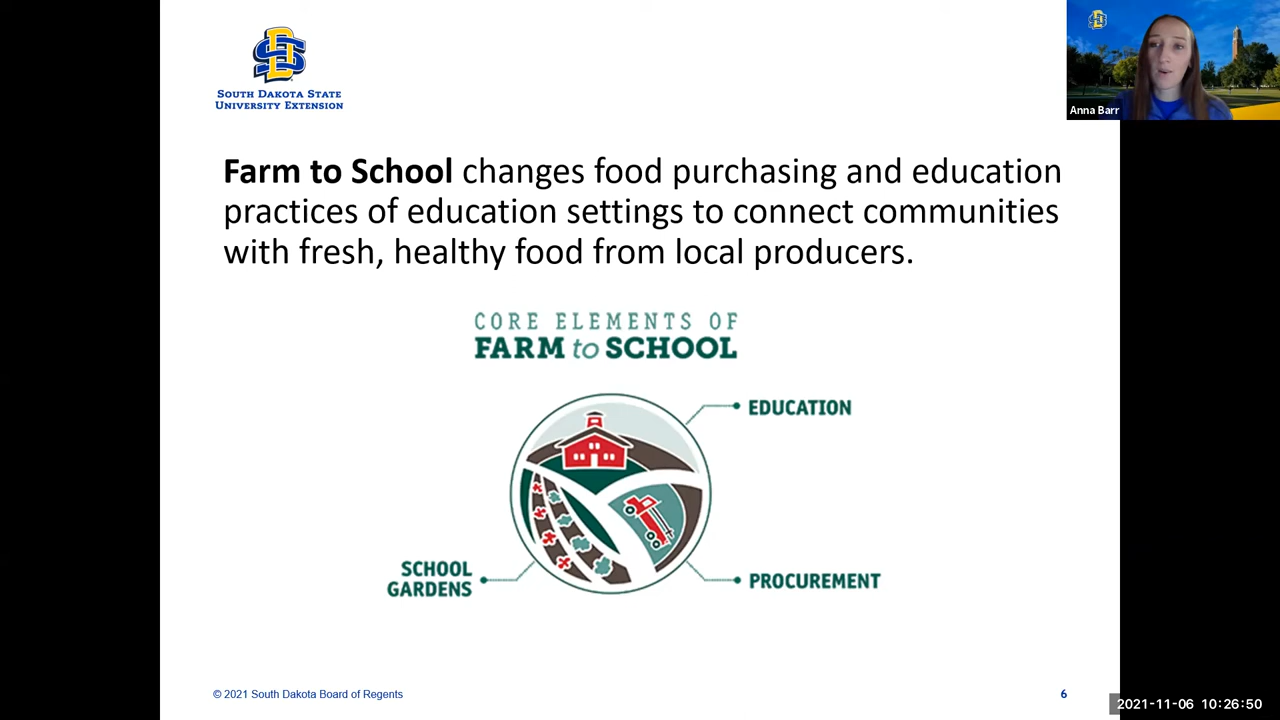 SOUTH DAKOTA STATE
UNIVERSITY EXTENSION
Anna Barr
Farm to School changes food purchasing and education
practices of education settings to connect communities
with fresh, healthy food from local producers.
CORE ELEMENTS OF
FARM to SCHOOL
EDUCATION
SCHOOL
GARDENS
PROCUREMENT
© 2021 South Dakota Board of Regents
6
2021-11-06 10:26:50